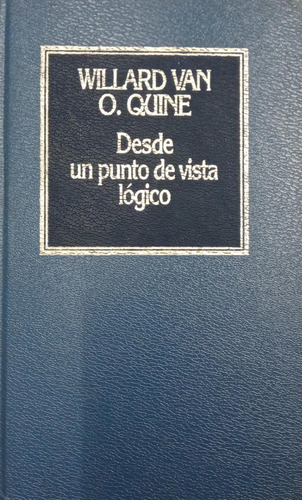 WILLARD VAN
O. QUINE
Desde
un punto de vista
lógico